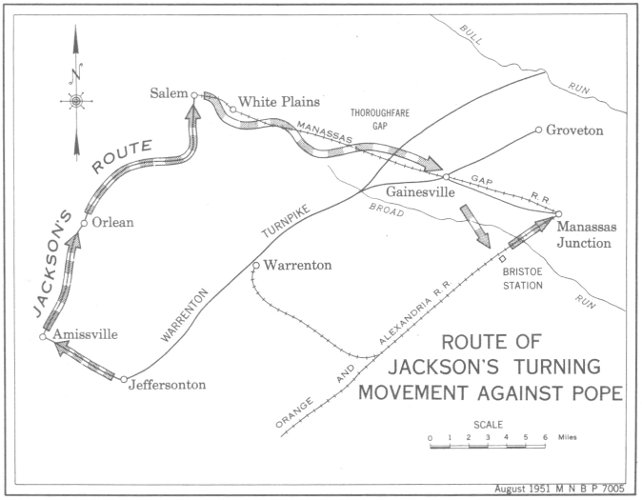 BULL
RUN
N
Salem
White Plains
THOROUGHFARE
GAP
MANASSAS
GAP
R.R.
Groveton
Gainesville
JACKSON'S
ROUTE
Orlean
BROAD
RUN
Manassas
Junction
TURNPIKE
WARRENTON
Warrenton
BRISTOE
STATION
Amissville
Jeffersonton
ORANGE AND ALEXANDRIA R.R
ROUTE OF
JACKSON'S TURNING
MOVEMENT AGAINST POPE
SCALE
0 1 2 3 4 5 6 Miles
August 1951 M N B P 7005